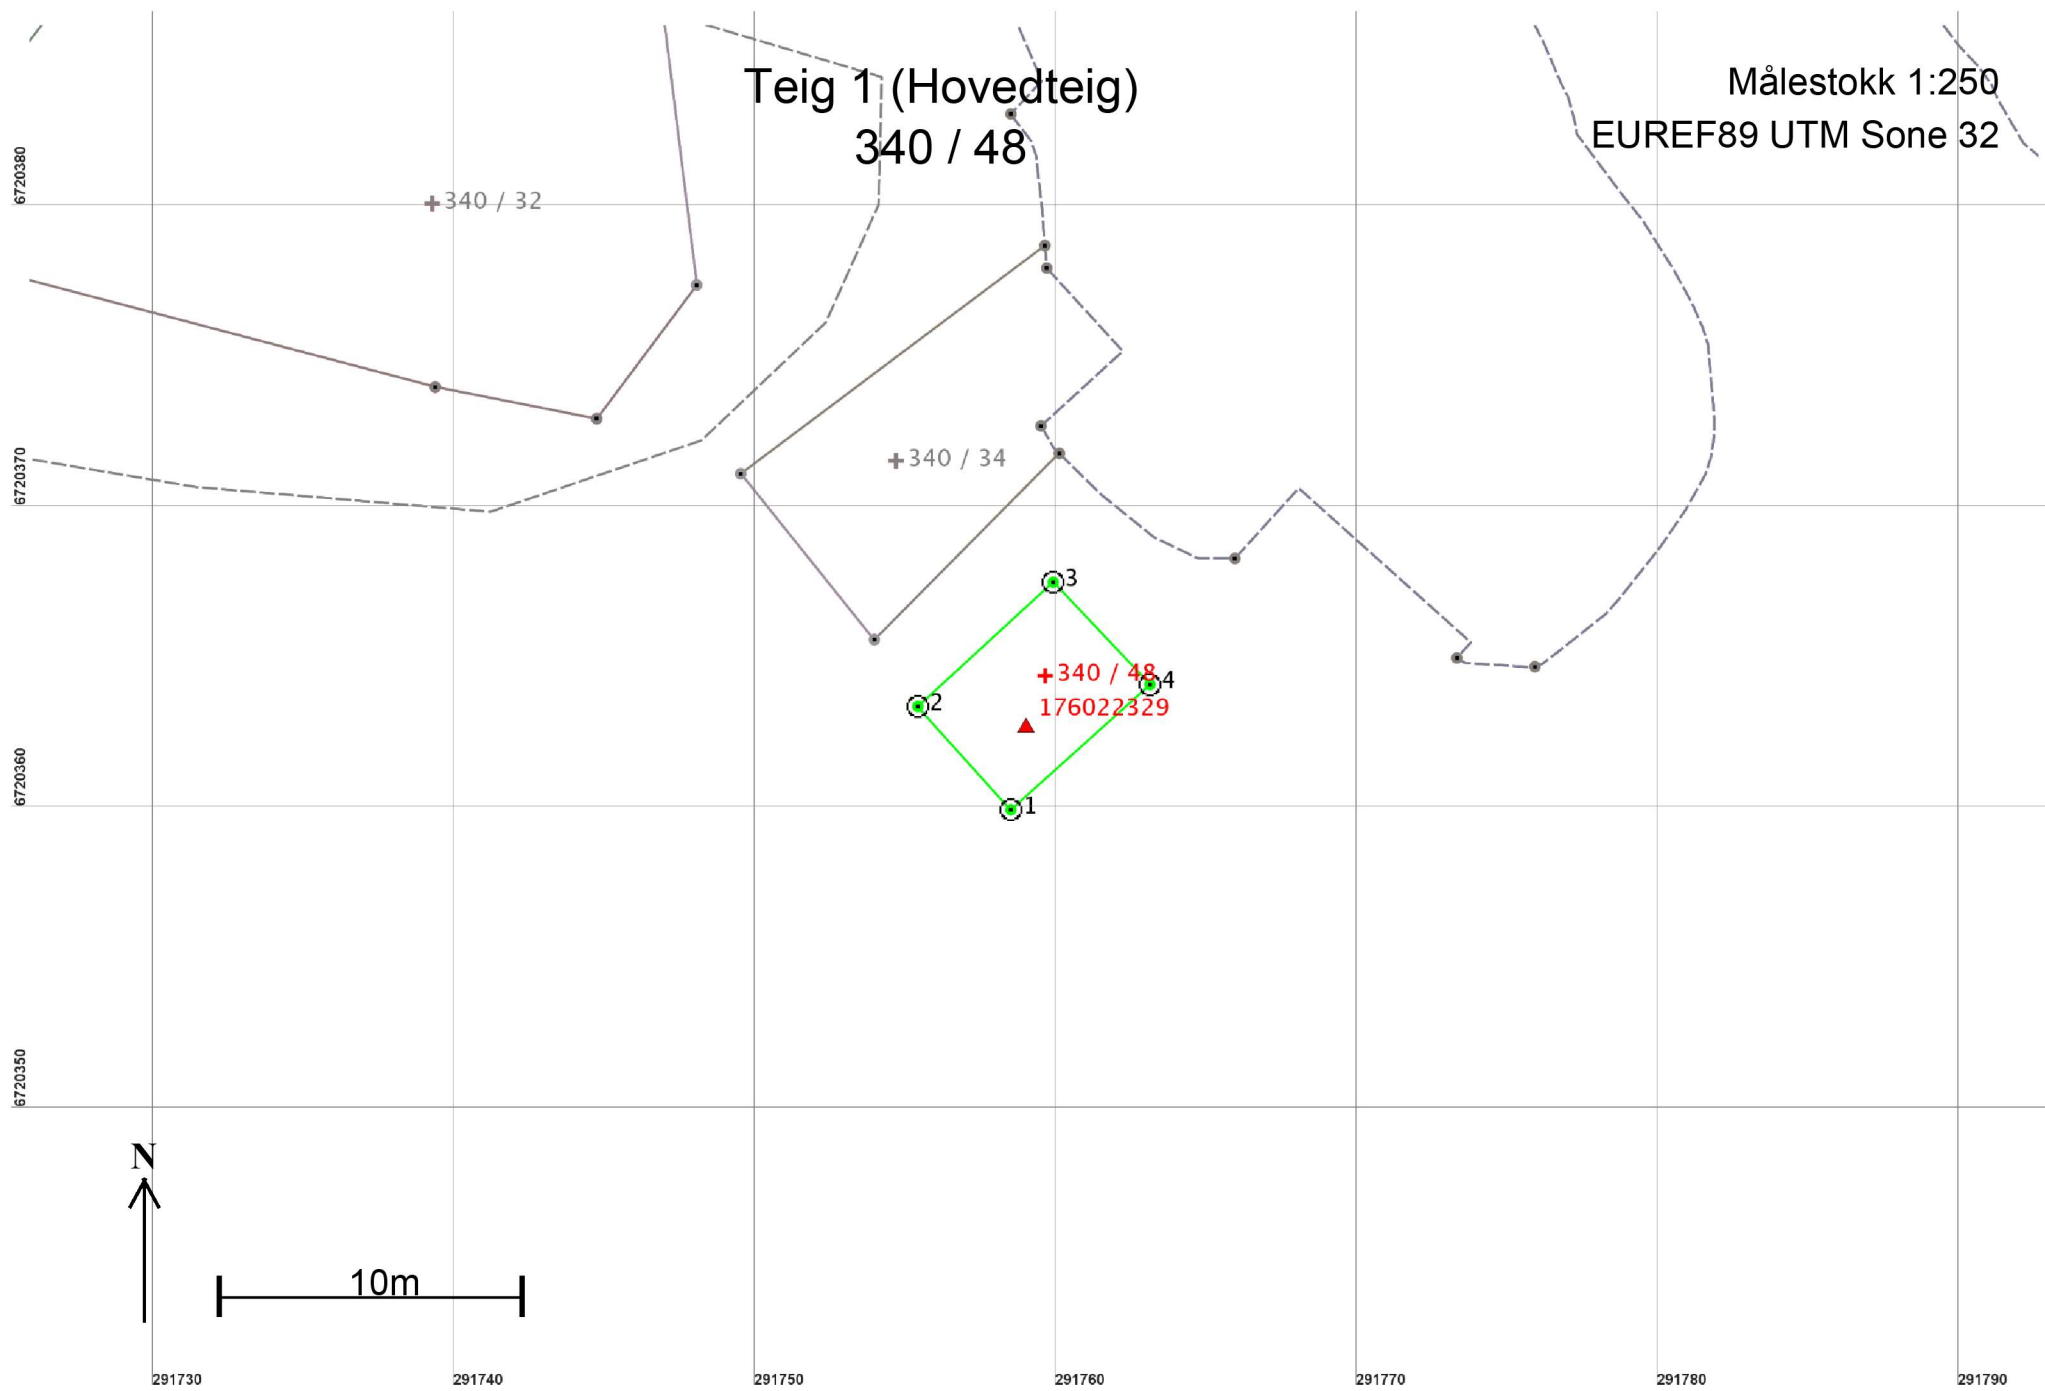 Teig 1 (Hovedteig)
340 / 48
Målestokk 1:250
EUREF89 UTM Sone 32
6720380
340 / 32
6720370
340 / 34
3
340 / 48
4
2
176022329
6720360
1
6720350
N
10m
291730
291740
291750
291760
291770
291780
291790